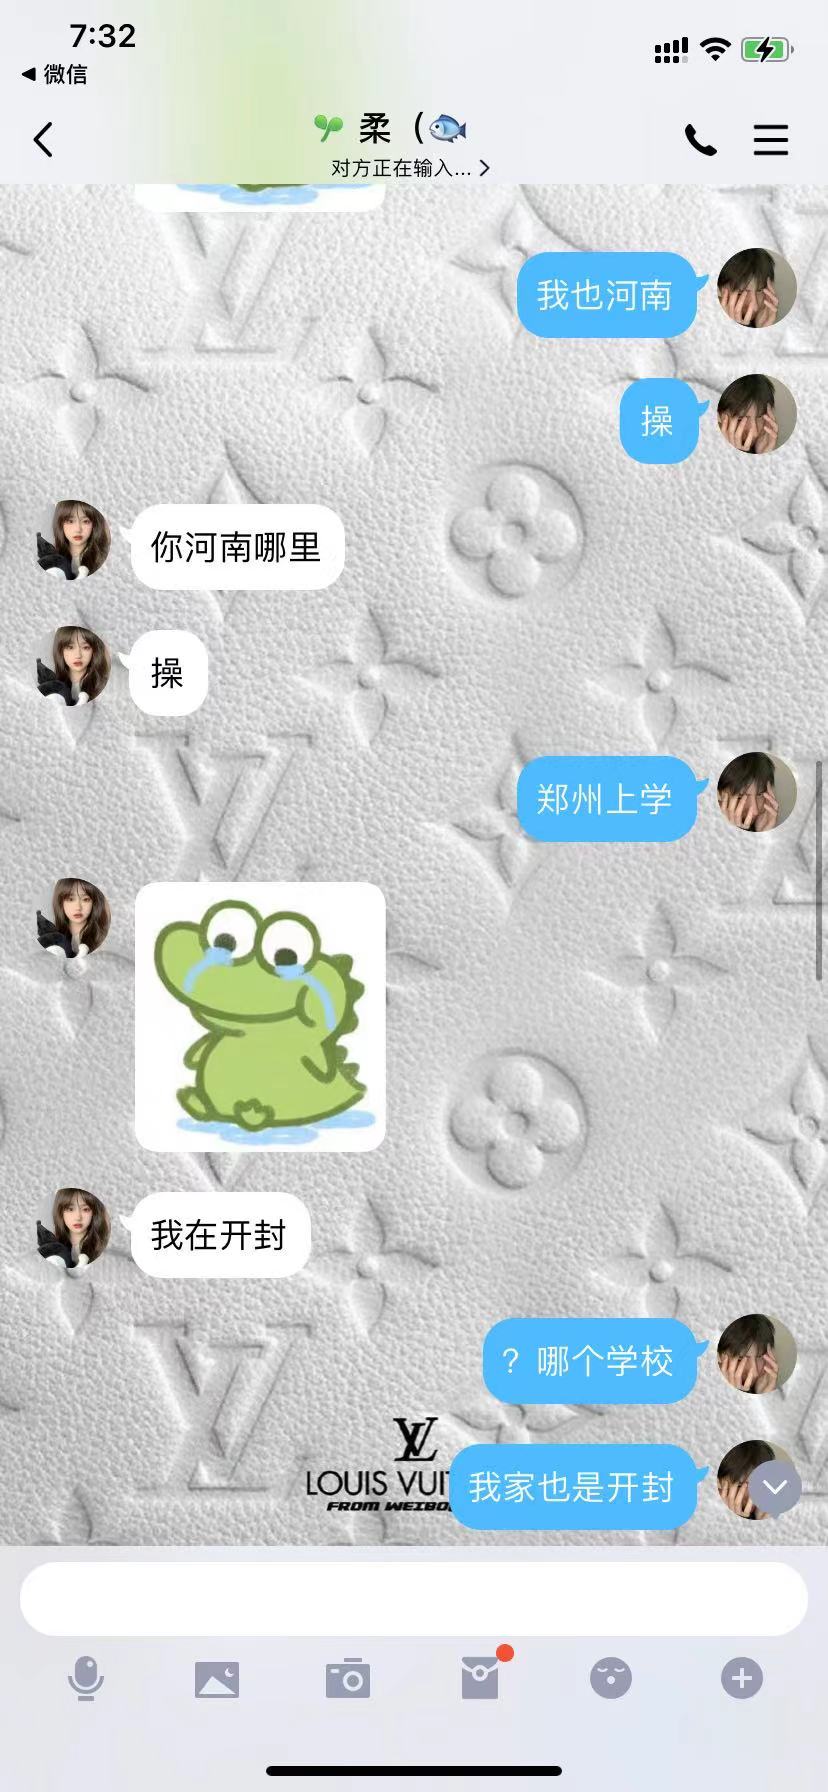 7:32
微信
柔（
对方正在输入...
我也河南
操
你河南哪里
操
郑州上学
我在开封
？哪个学校
LOUIS VUI
FROM WEIBO
我家也是开封